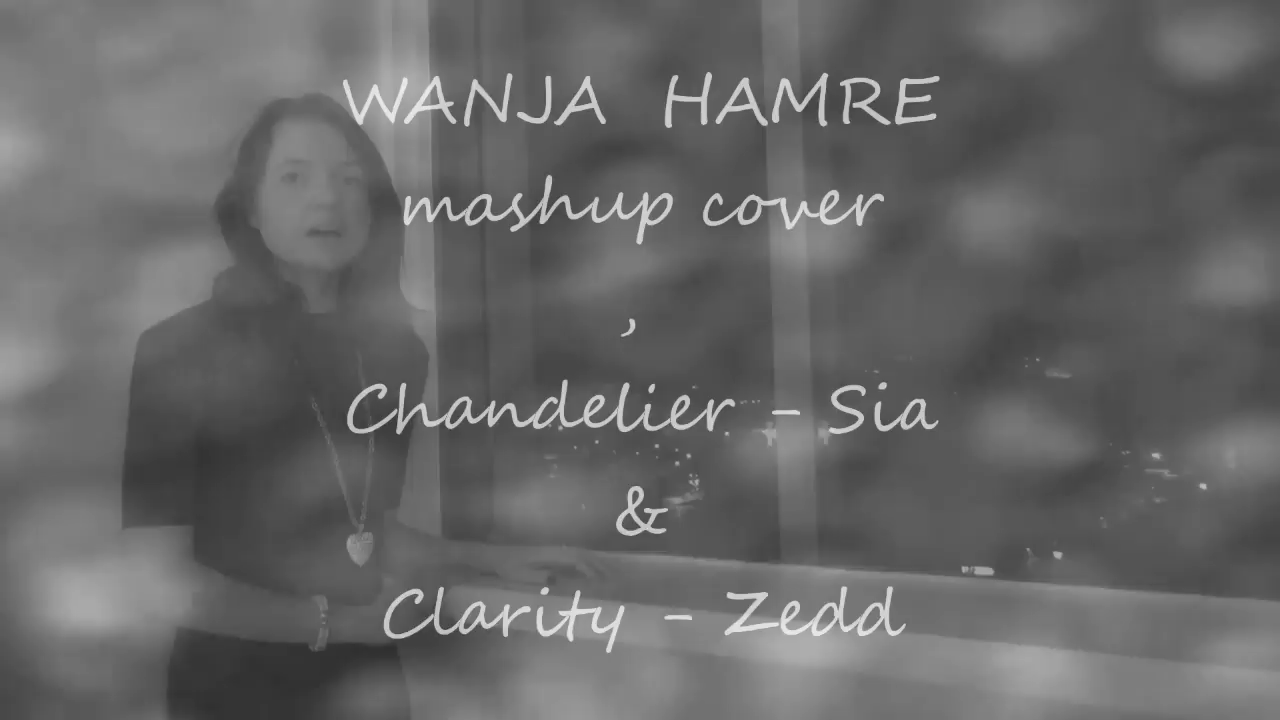 WANJA HAMRE
mashup cover
,
Chandelier - Sia
&
Clarity - Zedd